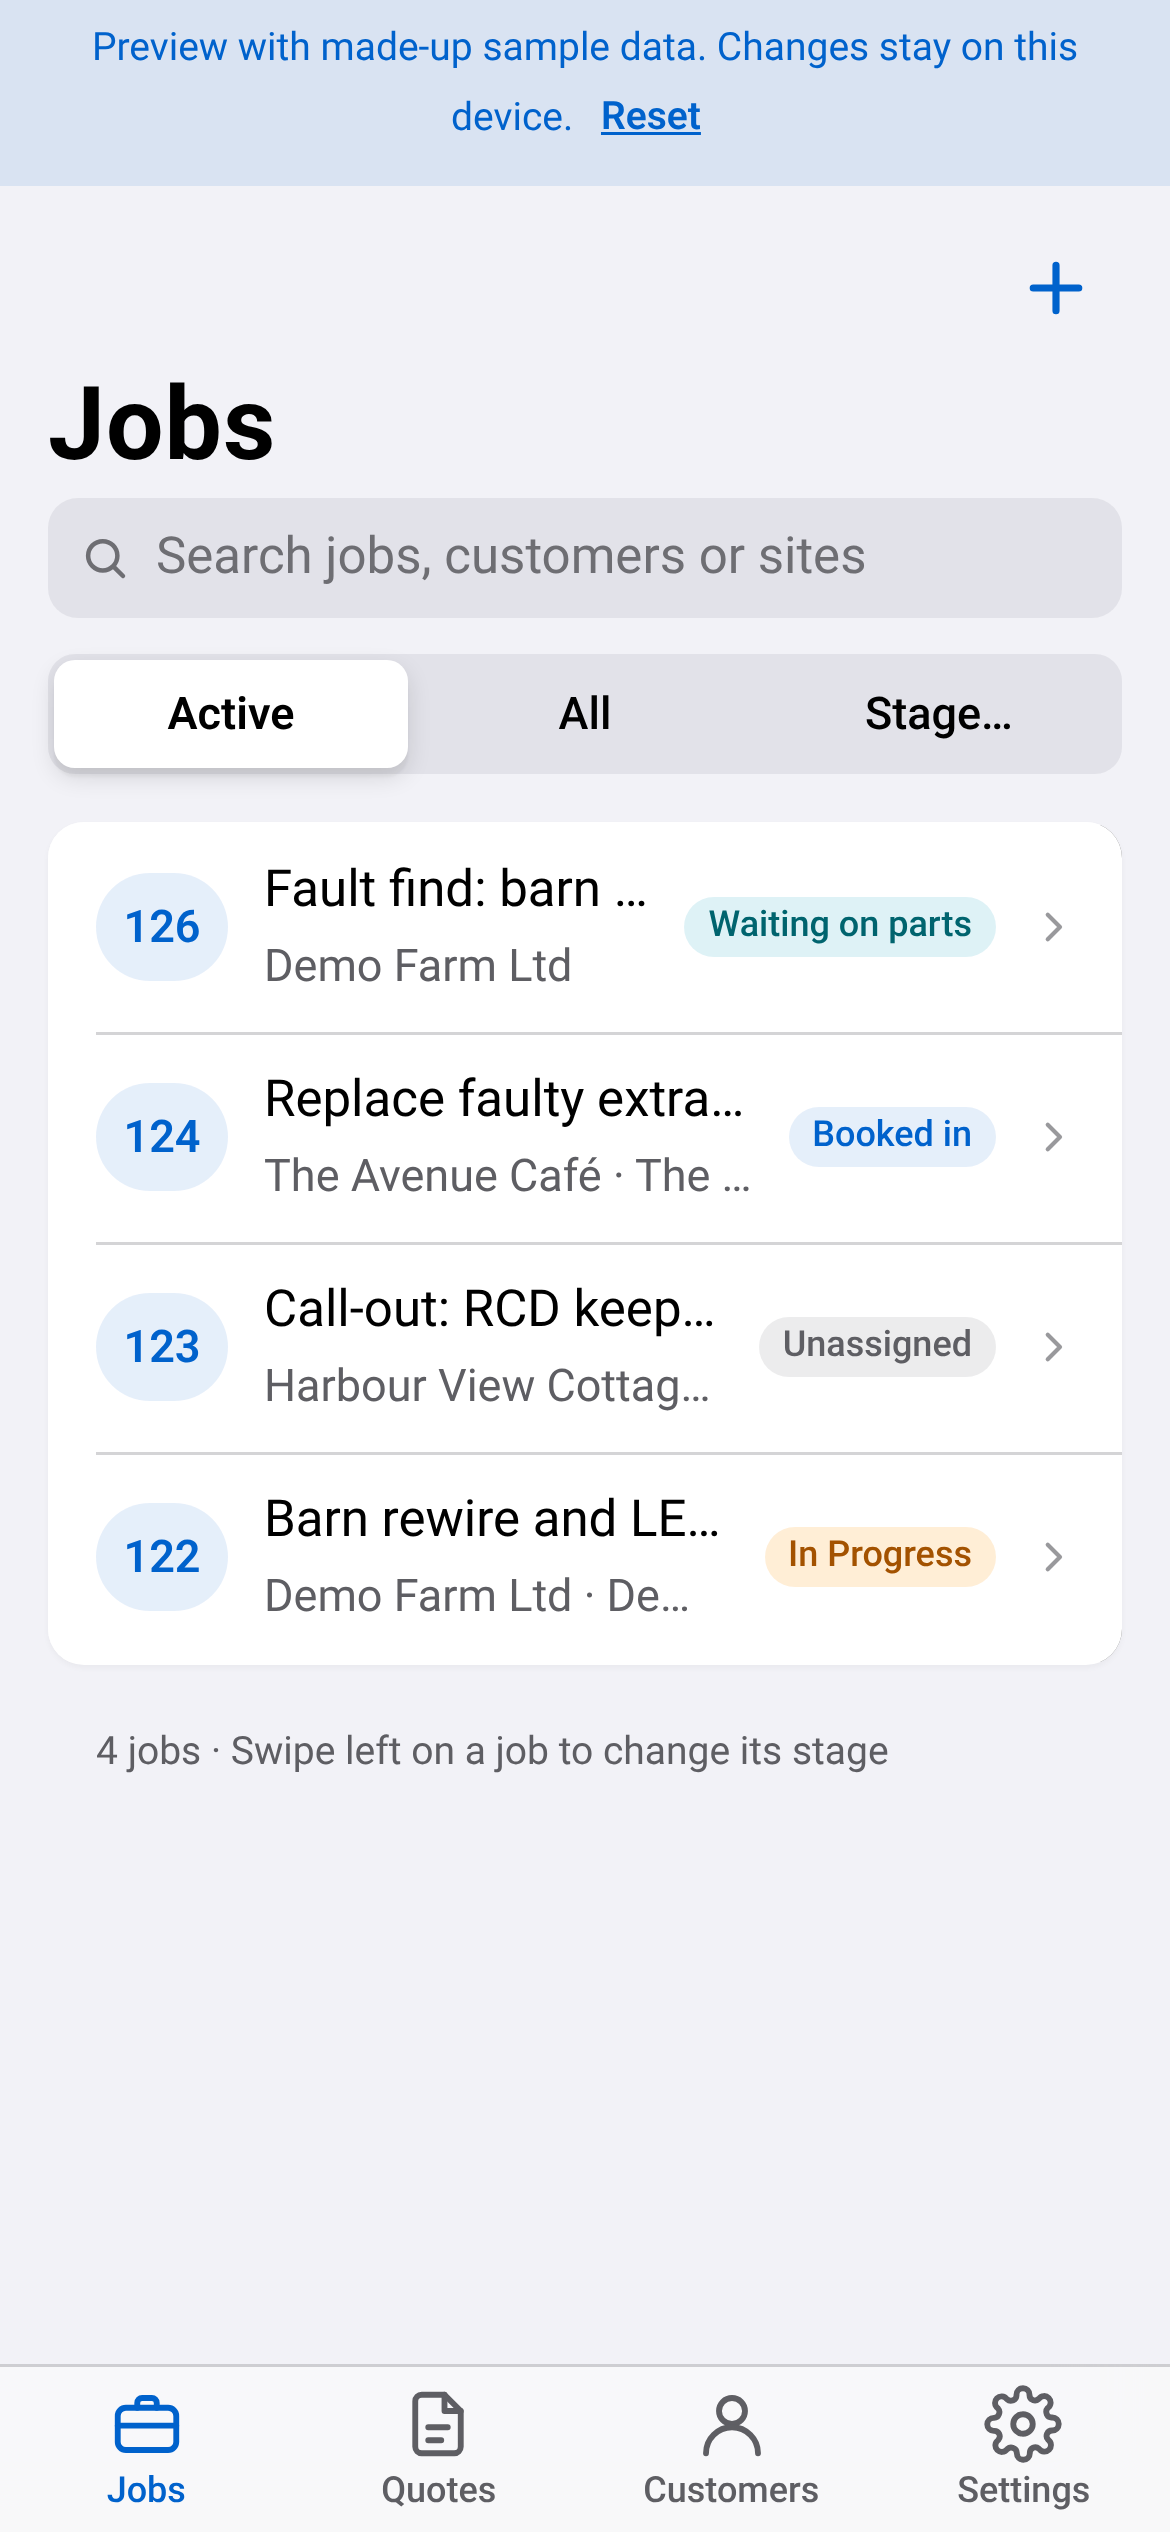 Preview with made-up sample data. Changes stay on this
device. Reset
Jobs
Search jobs, customers or sites
Active All Stage...
126 Fault find: barn ... Waiting on parts
Demo Farm Ltd
124 Replace faulty extra... Booked in
The Avenue Café · The ...
123 Call-out: RCD keep... Unassigned
Harbour View Cottag...
122 Barn rewire and LE... In Progress
Demo Farm Ltd · De...
4 jobs · Swipe left on a job to change its stage
Jobs Quotes Customers Settings